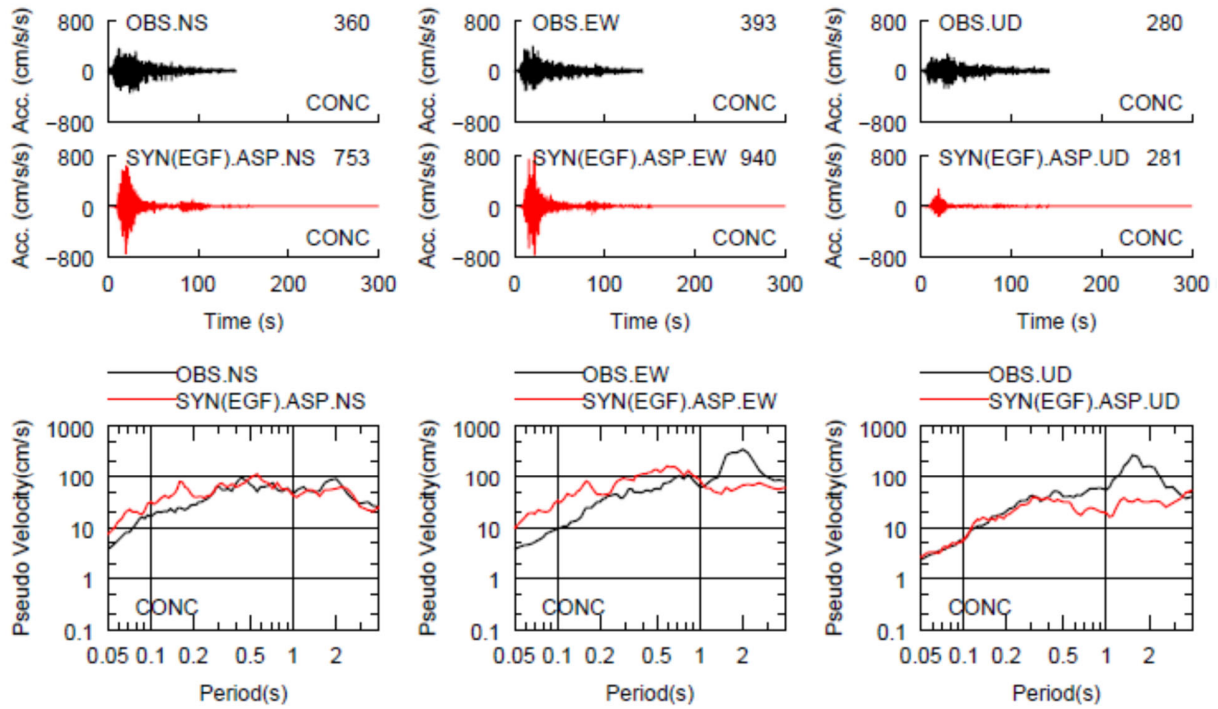 800 OBS.NS 360
Acc. (cm/s/s)
0
CONC
−800
800 SYN(EGF).ASP.NS 753
Acc. (cm/s/s)
0
CONC
−800
0 100 200 300
Time (s)
800 OBS.EW 393
Acc. (cm/s/s)
0
CONC
−800
800 SYN(EGF).ASP.EW 940
Acc. (cm/s/s)
0
CONC
−800
0 100 200 300
Time (s)
800 OBS.UD 280
Acc. (cm/s/s)
0
CONC
−800
800 SYN(EGF).ASP.UD 281
Acc. (cm/s/s)
0
CONC
−800
0 100 200 300
Time (s)
OBS.NS
SYN(EGF).ASP.NS
Pseudo Velocity(cm/s)
1000
100
10
1
0.1
CONC
0.05 0.1 0.2 0.5 1 2
Period(s)
OBS.EW
SYN(EGF).ASP.EW
Pseudo Velocity(cm/s)
1000
100
10
1
0.1
CONC
0.05 0.1 0.2 0.5 1 2
Period(s)
OBS.UD
SYN(EGF).ASP.UD
Pseudo Velocity(cm/s)
1000
100
10
1
0.1
CONC
0.05 0.1 0.2 0.5 1 2
Period(s)